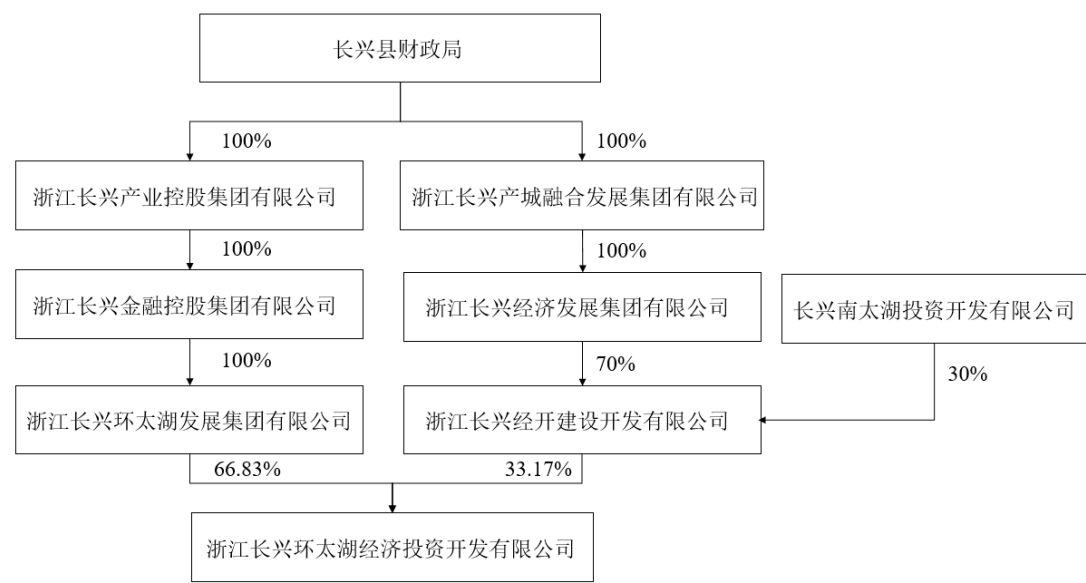 长兴县财政局
100%
100%
浙江长兴产业控股集团有限公司
浙江长兴产城融合发展集团有限公司
100%
100%
浙江长兴金融控股集团有限公司
浙江长兴经济发展集团有限公司
长兴南太湖投资开发有限公司
100%
70%
30%
浙江长兴环太湖发展集团有限公司
浙江长兴经开建设开发有限公司
66.83%
33.17%
浙江长兴环太湖经济投资开发有限公司